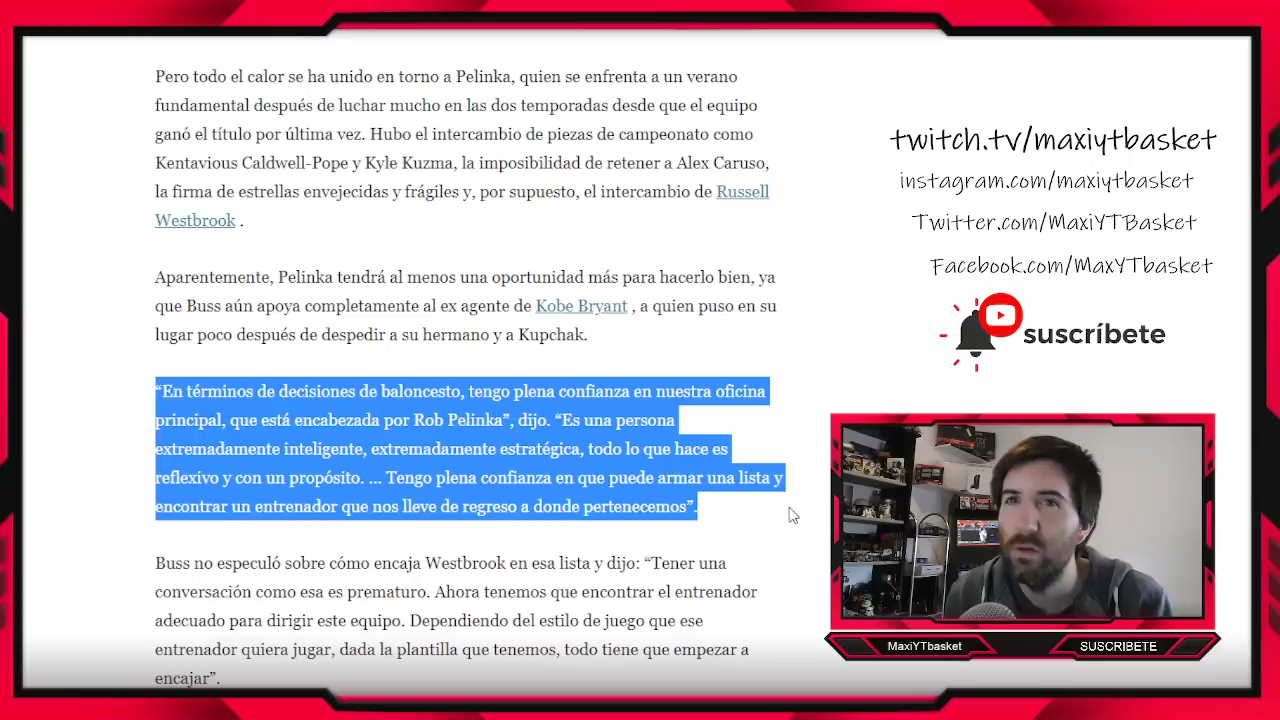 Pero todo el calor se ha unido en torno a Pelinka, quien se enfrenta a un verano
fundamental después de luchar mucho en las dos temporadas desde que el equipo
ganó el título por última vez. Hubo el intercambio de piezas de campeonato como
Kentavious Caldwell-Pope y Kyle Kuzma, la imposibilidad de retener a Alex Caruso,
la firma de estrellas envejecidas y frágiles y, por supuesto, el intercambio de Russell
Westbrook .
Aparentemente, Pelinka tendrá al menos una oportunidad más para hacerlo bien, ya
que Buss aún apoya completamente al ex agente de Kobe Bryant , a quien puso en su
lugar poco después de despedir a su hermano y a Kupchak.
“En términos de decisiones de baloncesto, tengo plena confianza en nuestra oficina
principal, que está encabezada por Rob Pelinka”, dijo. “Es una persona
extremadamente inteligente, extremadamente estratégica, todo lo que hace es
reflexivo y con un propósito. ... Tengo plena confianza en que puede armar una lista y
encontrar un entrenador que nos lleve de regreso a donde pertenecemos”.
Buss no especuló sobre cómo encaja Westbrook en esa lista y dijo: “Tener una
conversación como esa es prematuro. Ahora tenemos que encontrar el entrenador
adecuado para dirigir este equipo. Dependiendo del estilo de juego que ese
entrenador quiera jugar, dada la plantilla que tenemos, todo tiene que empezar a
encajar”.
twitch.tv/maxiytbasket
instagram.com/maxiytbasket
Twitter.com/MaxiYTBasket
Facebook.com/MaxYTbasket
suscríbete
MaxiYTbasket
SUSCRIBETE